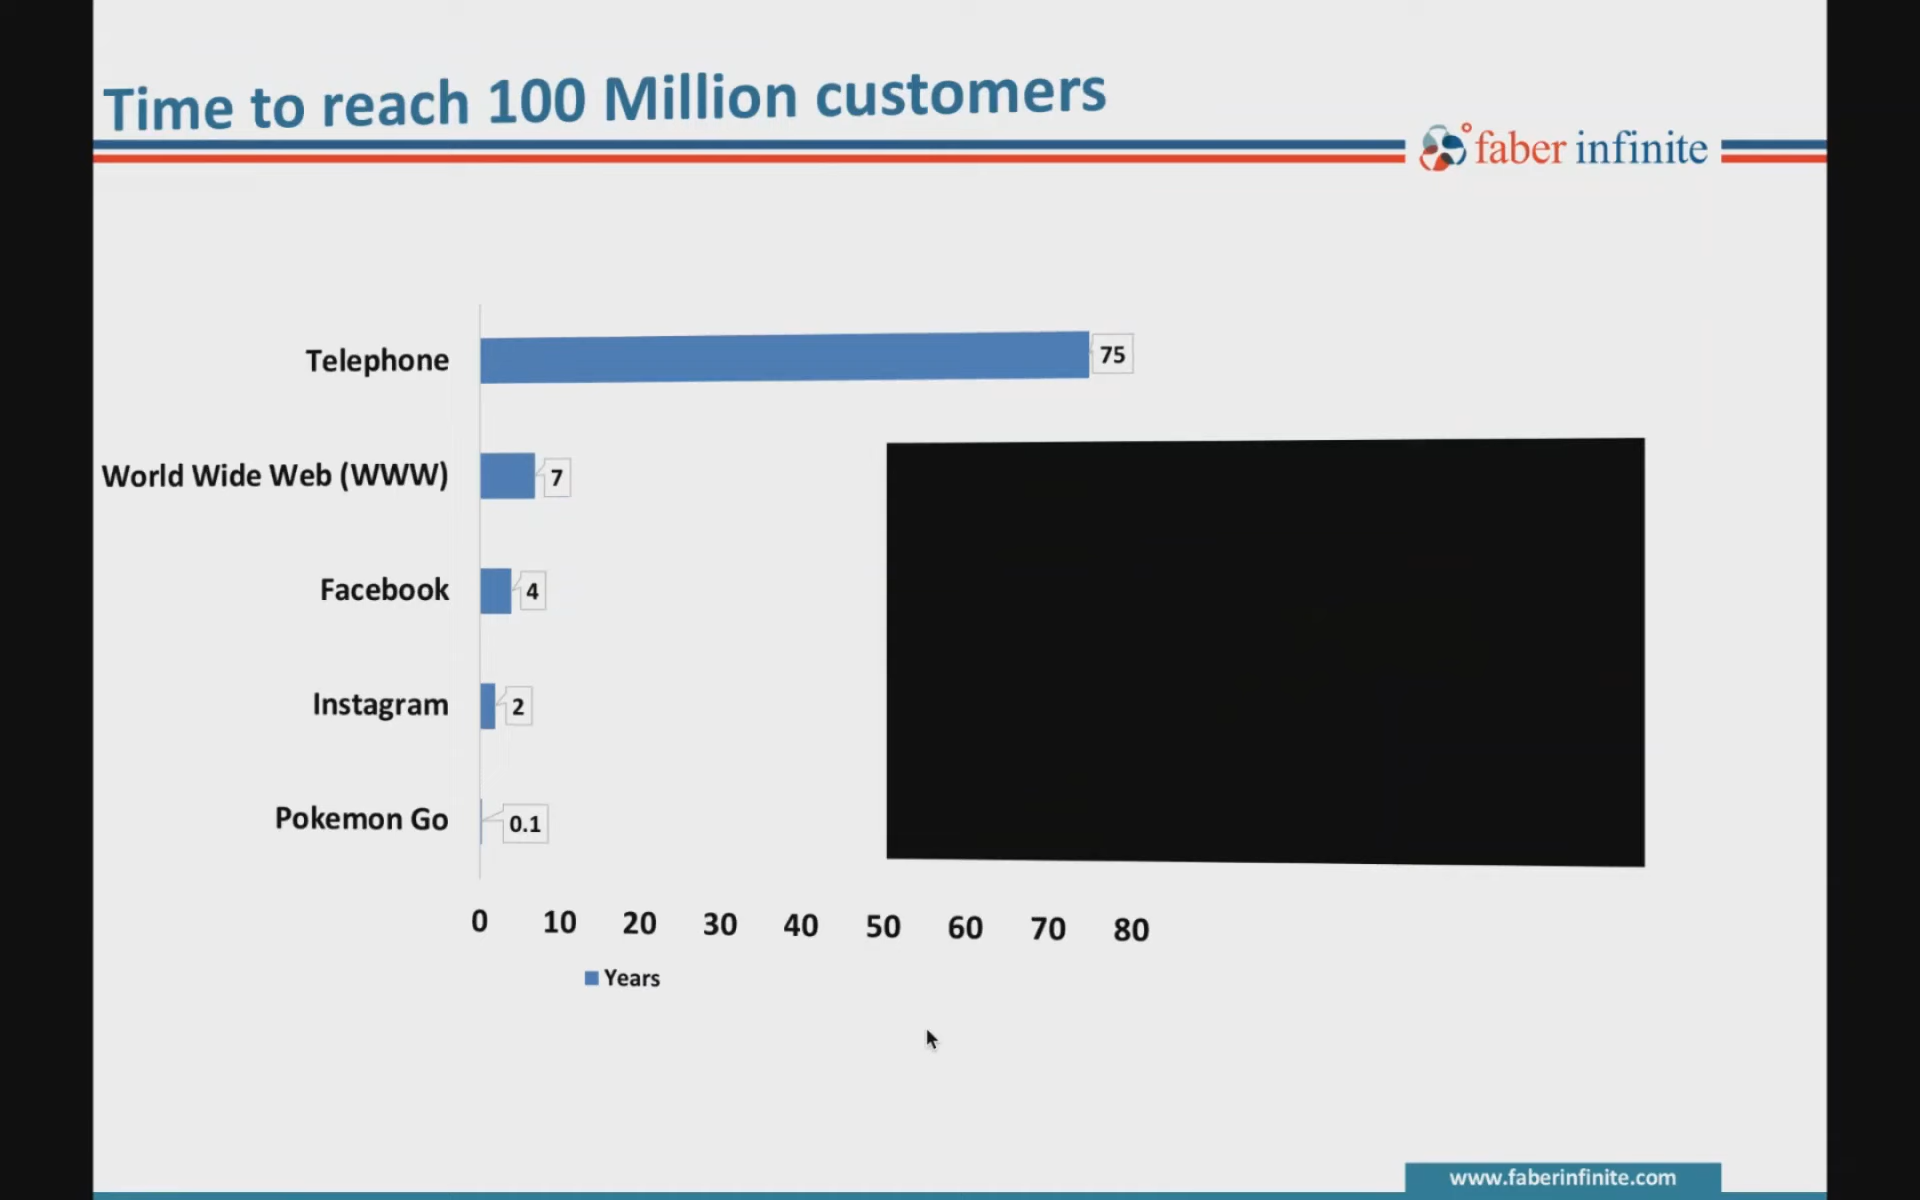 Time to reach 100 Million customers
faber infinite
Telephone
75
World Wide Web (WWW)
7
Facebook
4
Instagram
2
Pokemon Go
0.1
0 10 20 30 40 50 60 70 80
Years
www.faberinfinite.com